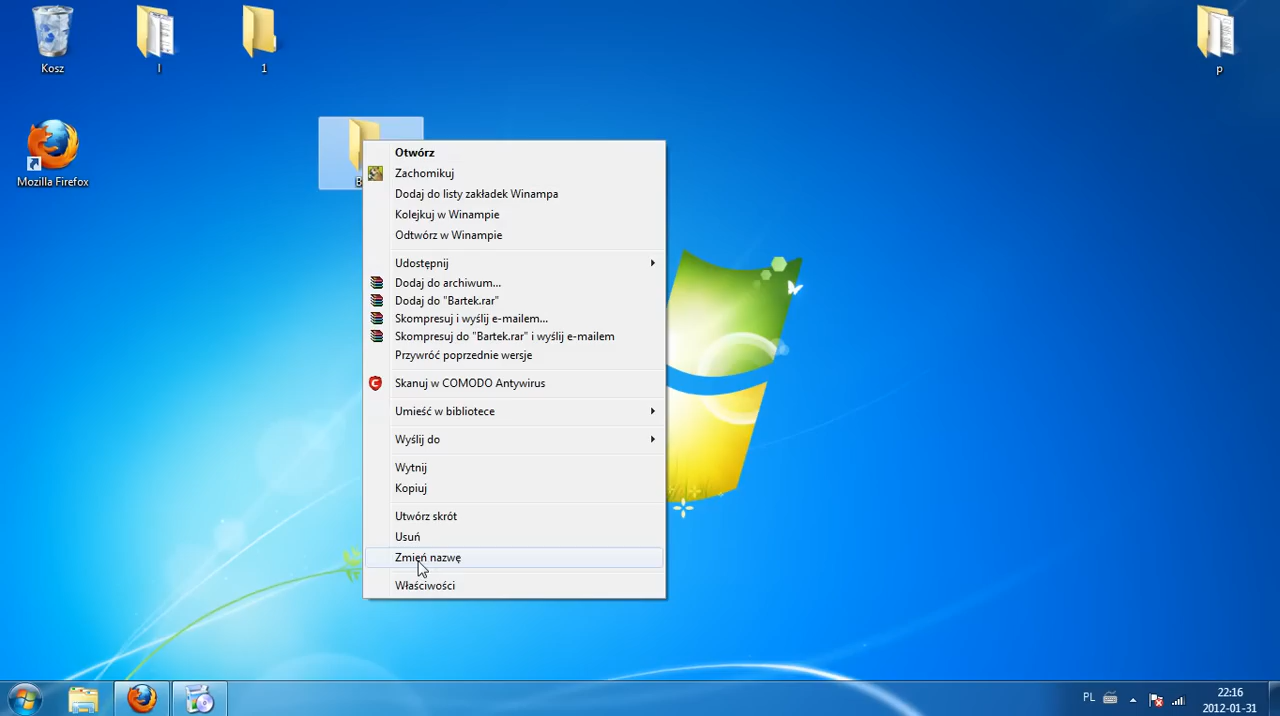 Kosz
l
1
p
Mozilla Firefox
B
Otwórz
Zachomikuj
Dodaj do listy zakładek Winampa
Kolejkuj w Winampie
Odtwórz w Winampie
Udostępnij
Dodaj do archiwum...
Dodaj do "Bartek.rar"
Skompresuj i wyślij e-mailem...
Skompresuj do "Bartek.rar" i wyślij e-mailem
Przywróć poprzednie wersje
Skanuj w COMODO Antywirus
Umieść w bibliotece
Wyślij do
Wytnij
Kopiuj
Utwórz skrót
Usuń
Zmień nazwę
Właściwości
PL
22:16
2012-01-31